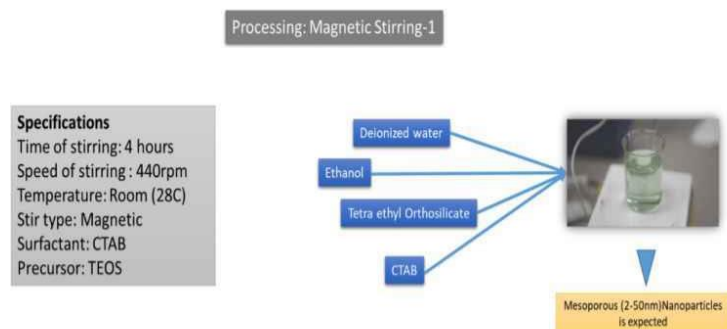 Processing: Magnetic Stirring-1
Specifications
Time of stirring: 4 hours
Speed of stirring : 440rpm
Temperature: Room (28C)
Stir type: Magnetic
Surfactant: CTAB
Precursor: TEOS
Deionized water
Ethanol
Tetra ethyl Orthosilicate
CTAB
Mesoporous (2-50nm)Nanoparticles
is expected